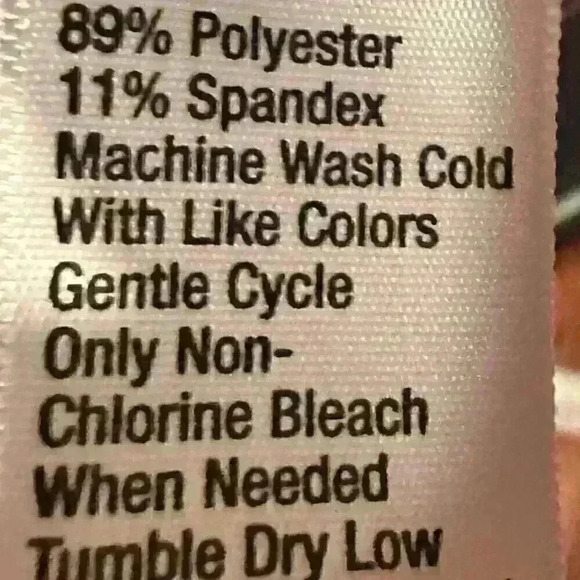 89% Polyester
11% Spandex
Machine Wash Cold
With Like Colors
Gentle Cycle
Only Non-
Chlorine Bleach
When Needed
Tumble Dry Low